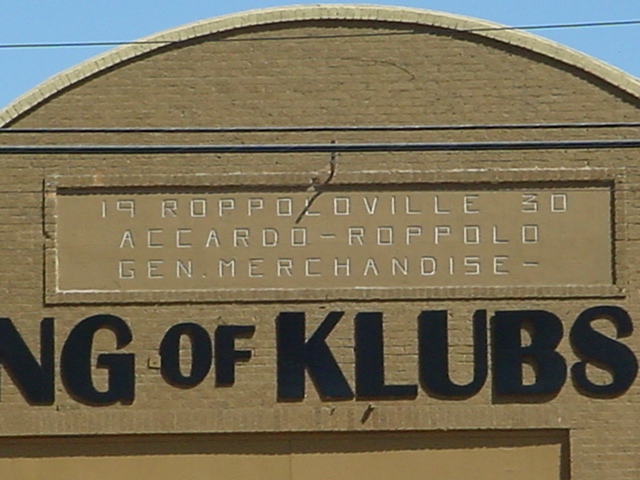 19 ROPPOLOVILLE 30
ACCARDO-ROPPOLO
GEN. MERCHANDISE-
NG OF KLUBS